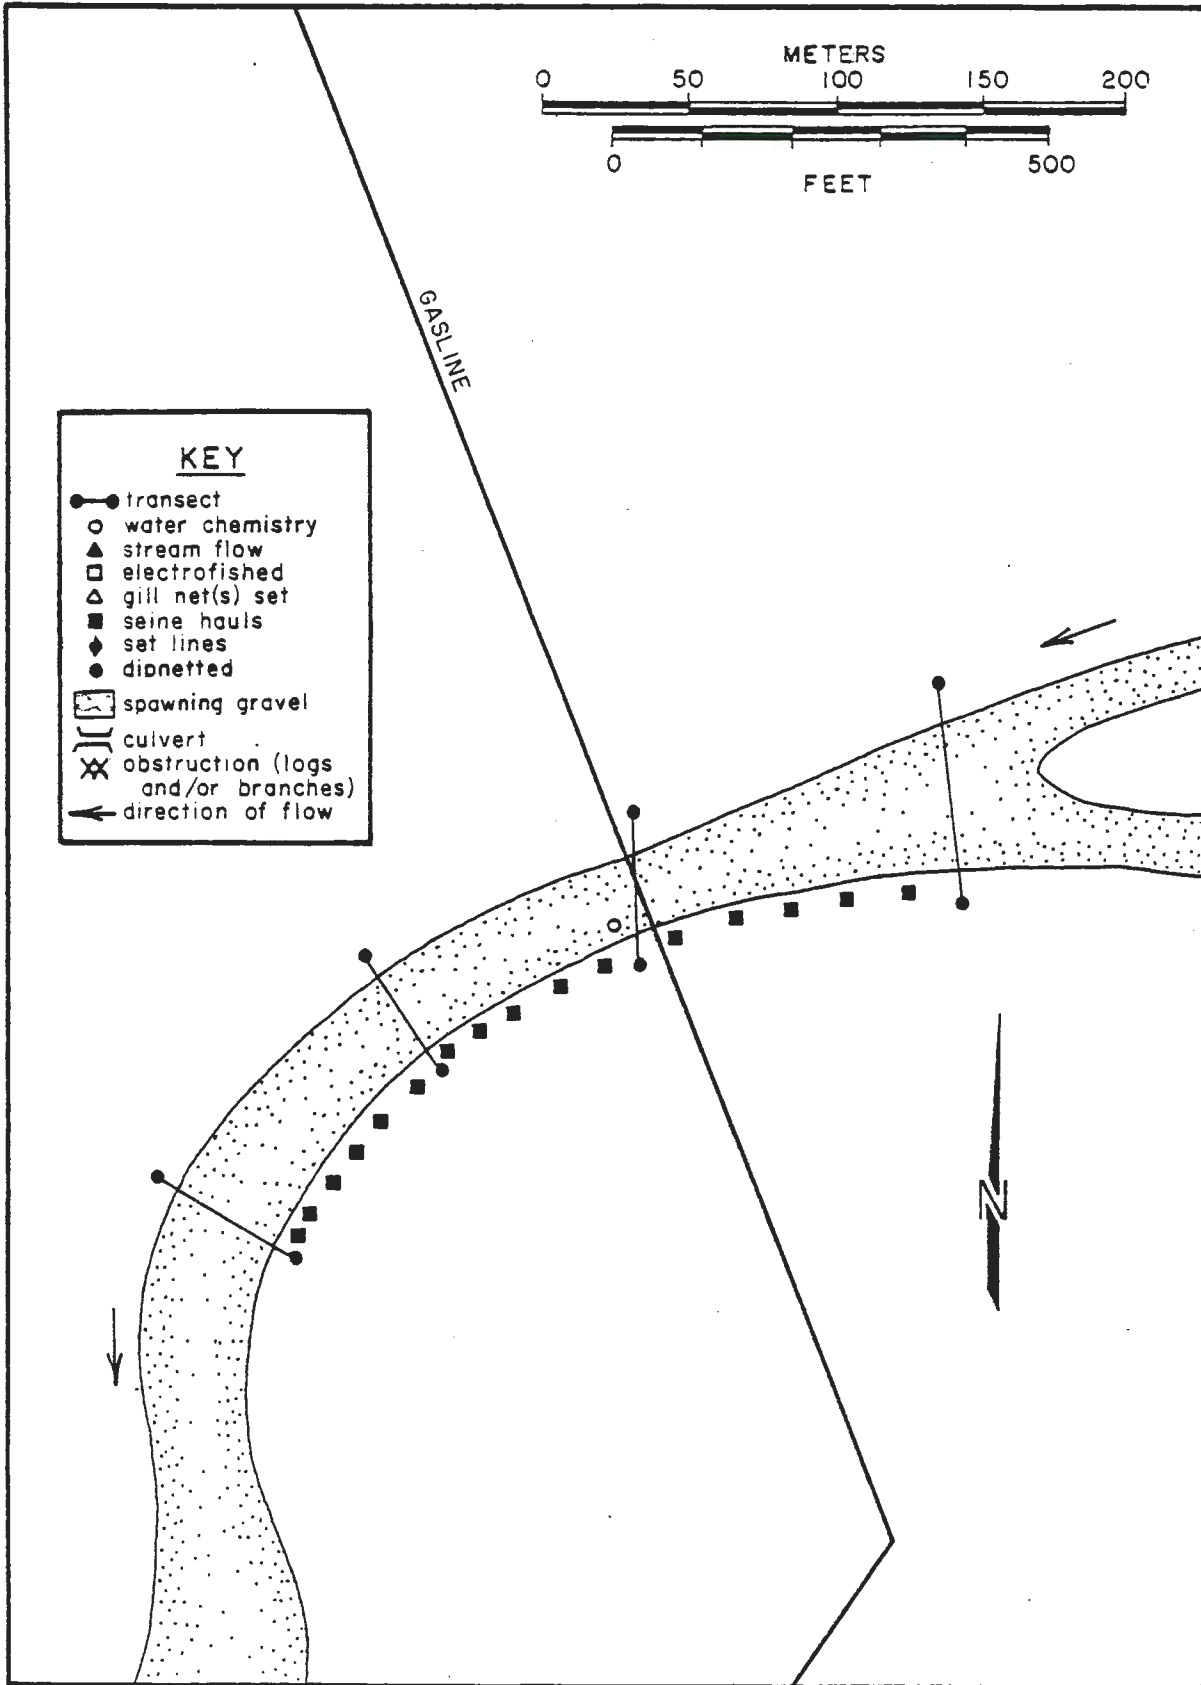 METERS
0 50 100 150 200
0 500
FEET
GASLINE
KEY
transect
water chemistry
stream flow
electrofished
gill net(s) set
seine hauls
set lines
dipnetted
spawning gravel
culvert
obstruction (logs
and/or branches)
direction of flow
N